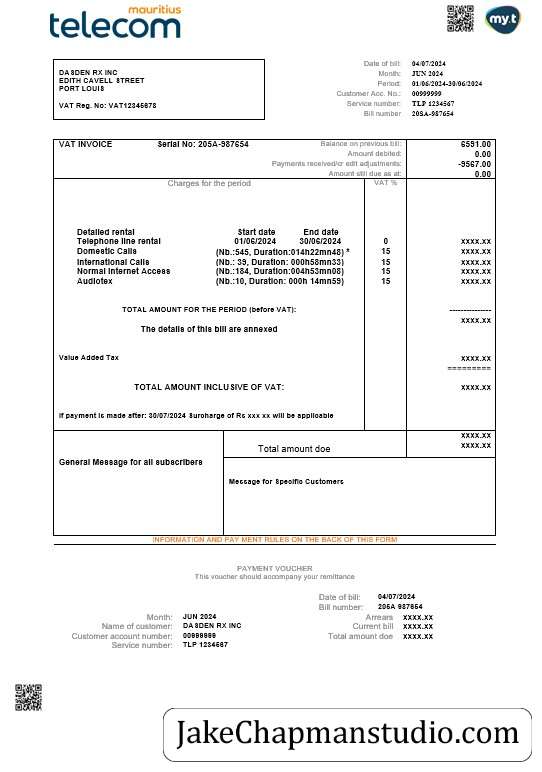 mauritius
telecom
my.t
DASDEN RX INC
EDITH CAVELL STREET
PORT LOUIS
VAT Reg. No: VAT12345678
Date of bill: 04/07/2024
Month: JUN 2024
Period: 01/06/2024-30/06/2024
Customer Acc. No.: 00999999
Service number: TLP 1234567
Bill number 20SA-987654
VAT INVOICE Serial No: 20SA-987654 Balance on previous bill: 6591.00
Amount debited: 0.00
Payments received/or edit adjustments: -9567.00
Amount still due as at: 0.00
Charges for the period VAT %
Detailed rental Start date End date
Telephone line rental 01/06/2024 30/06/2024 0 xxxx.xx
Domestic Calls (Nb.:545, Duration:014h22mn48) * 15 xxxx.xx
International Calls (Nb.: 39, Duration: 000h58mn33) 15 xxxx.xx
Normal Internet Access (Nb.:184, Duration:004h53mn08) 15 xxxx.xx
Audiotex (Nb.:10, Duration: 000h 14mn59) 15 xxxx.xx
TOTAL AMOUNT FOR THE PERIOD (before VAT): --------------
xxxx.xx
The details of this bill are annexed
Value Added Tax xxxx.xx
=========
TOTAL AMOUNT INCLUSIVE OF VAT: xxxx.xx
If payment is made after: 30/07/2024 Suroharge of Rs xxx xx will be applicable
xxxx.xx
Total amount doe xxxx.xx
General Message for all subscribers
Message for Specific Customers
INFORMATION AND PAY MENT RULES ON THE BACK OF THIS FORM
PAYMENT VOUCHER
This voucher should accompany your remittance
Date of bill: 04/07/2024
Bill number: 205A 987654
Month: JUN 2024 Arrears xxxx.xx
Name of customer: DASDEN RX INC Current bill xxxx.xx
Customer account number: 00999999 Total amount doe xxxx.xx
Service number: TLP 1234567
JakeChapmanstudio.com